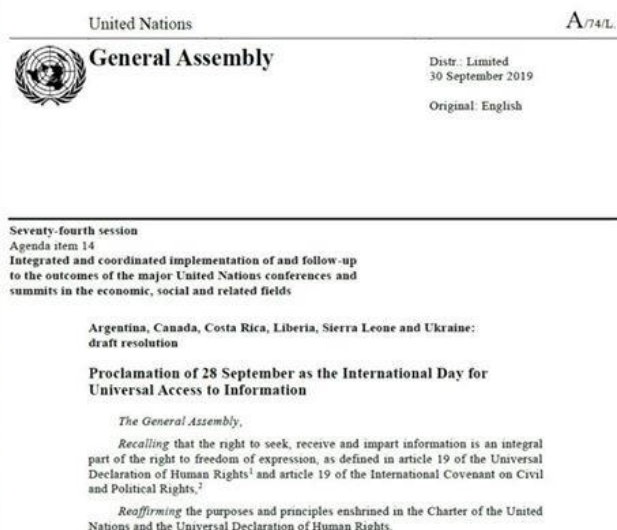 United Nations
A/74/L.
General Assembly
Distr.: Limited
30 September 2019
Original: English
Seventy-fourth session
Agenda item 14
Integrated and coordinated implementation of and follow-up
to the outcomes of the major United Nations conferences and
summits in the economic, social and related fields
Argentina, Canada, Costa Rica, Liberia, Sierra Leone and Ukraine:
draft resolution
Proclamation of 28 September as the International Day for
Universal Access to Information
The General Assembly,
Recalling that the right to seek, receive and impart information is an integral
part of the right to freedom of expression, as defined in article 19 of the Universal
Declaration of Human Rights¹ and article 19 of the International Covenant on Civil
and Political Rights,²
Reaffirming the purposes and principles enshrined in the Charter of the United
Nations and the Universal Declaration of Human Rights,